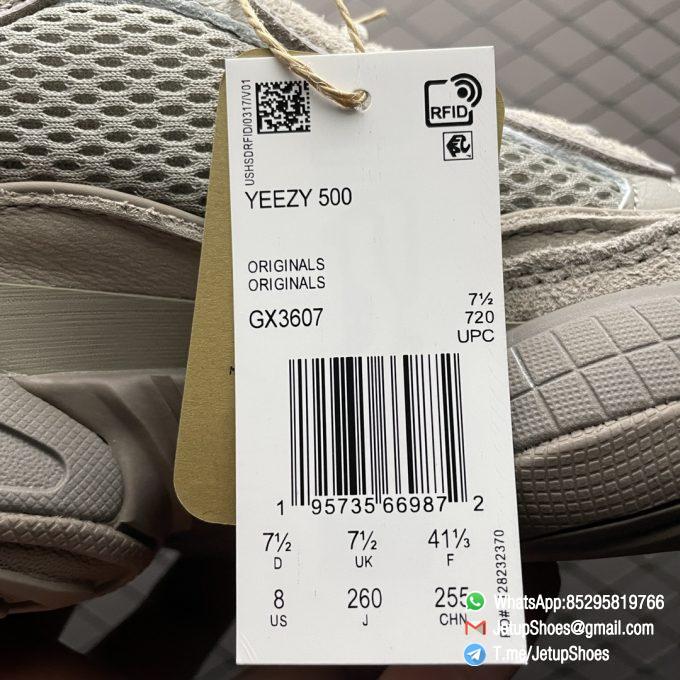 USHSDRFID/0317/V01
RFID
YEEZY 500
ORIGINALS
ORIGINALS
GX3607
7½
720
UPC
1 95735 66987 2
7½ 7½ 41⅓
D UK F
8 260 255
US J CHN
28232370
WhatsApp:85295819766
JetupShoes@gmail.com
T.me/JetupShoes